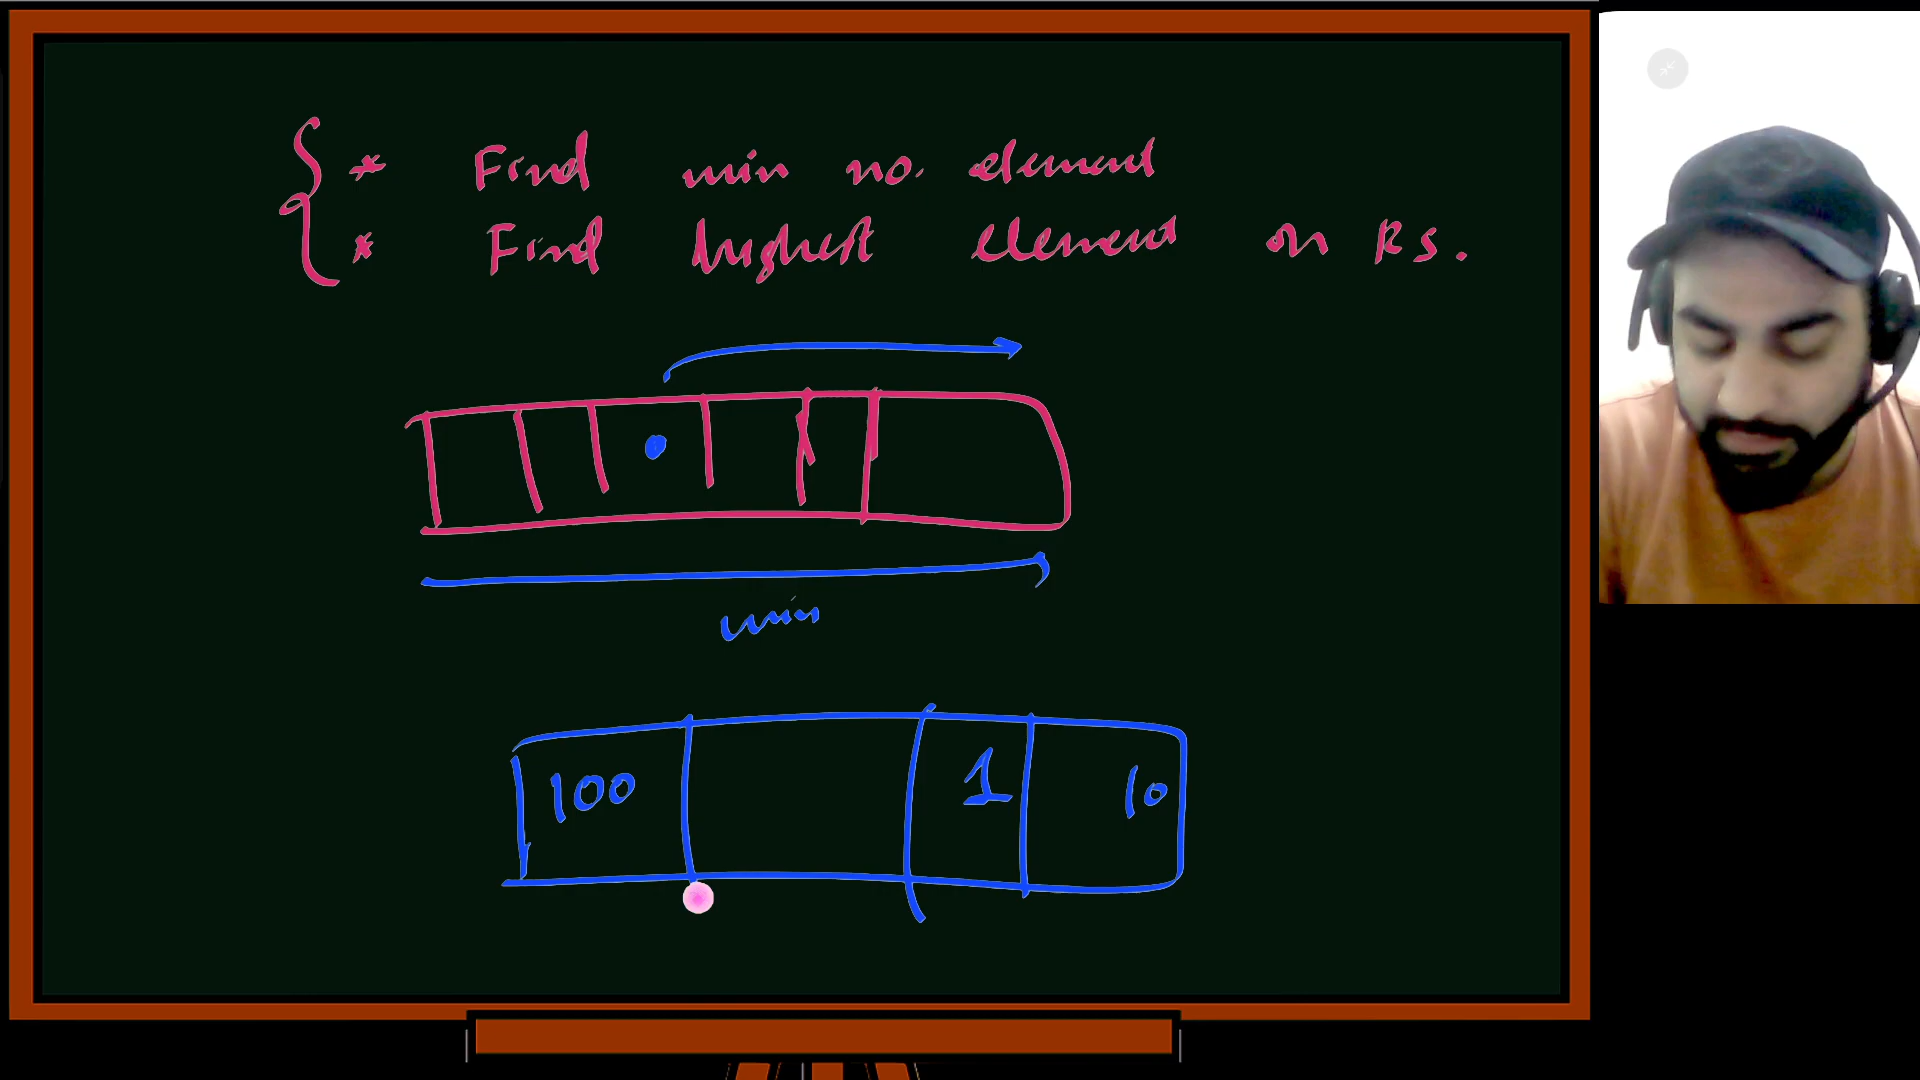 * Find min no. element
* Find highest element on RS.
min
100 1 10